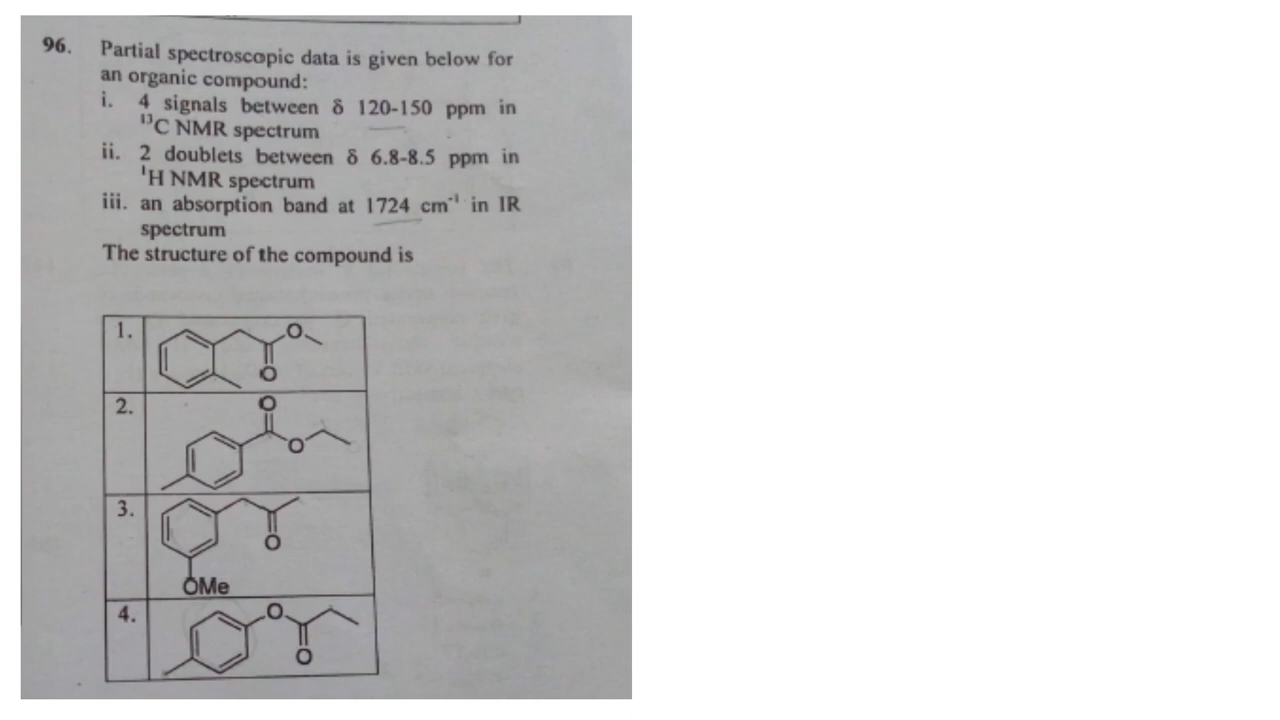 96. Partial spectroscopic data is given below for
an organic compound:
i. 4 signals between δ 120-150 ppm in
¹³C NMR spectrum
ii. 2 doublets between δ 6.8-8.5 ppm in
¹H NMR spectrum
iii. an absorption band at 1724 cm⁻¹ in IR
spectrum
The structure of the compound is
1.
O
O
2.
O
O
3.
O
OMe
4.
O
O